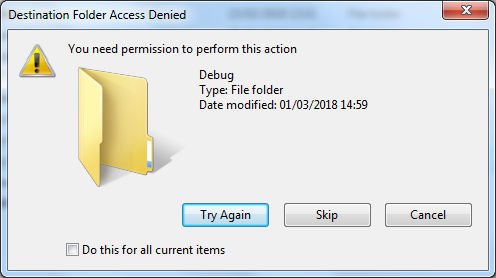 Destination Folder Access Denied
You need permission to perform this action
Debug
Type: File folder
Date modified: 01/03/2018 14:59
Try Again
Skip
Cancel
Do this for all current items